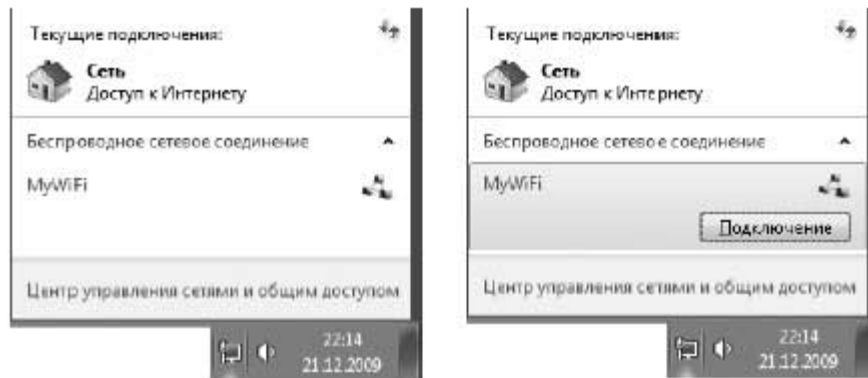 Текущие подключения:
Сеть
Доступ к Интернету
Беспроводное сетевое соединение
MyWiFi
Центр управления сетями и общим доступом
22:14
21.12.2009
Текущие подключения:
Сеть
Доступ к Интернету
Беспроводное сетевое соединение
MyWiFi
Подключение
Центр управления сетями и общим доступом
22:14
21.12.2009